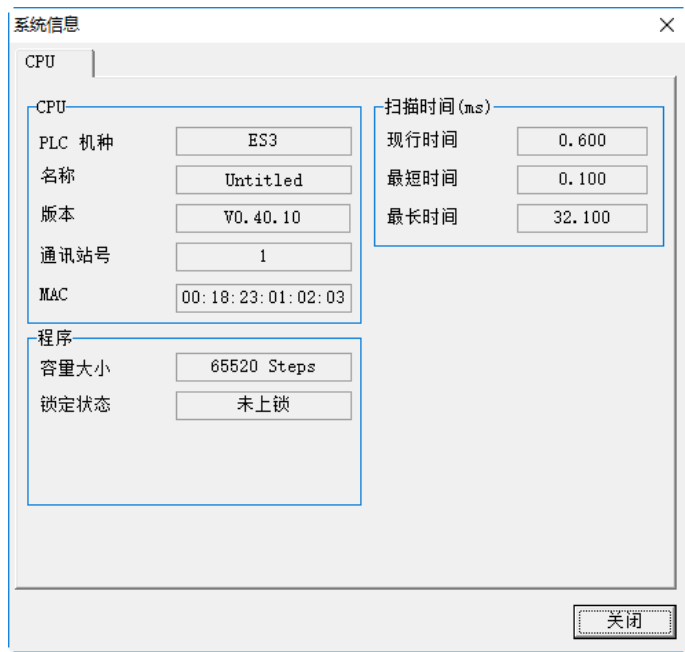 系统信息
CPU
CPU
PLC 机种 ES3
名称 Untitled
版本 V0.40.10
通讯站号 1
MAC 00:18:23:01:02:03
扫描时间(ms)
现行时间 0.600
最短时间 0.100
最长时间 32.100
程序
容量大小 65520 Steps
锁定状态 未上锁
关闭